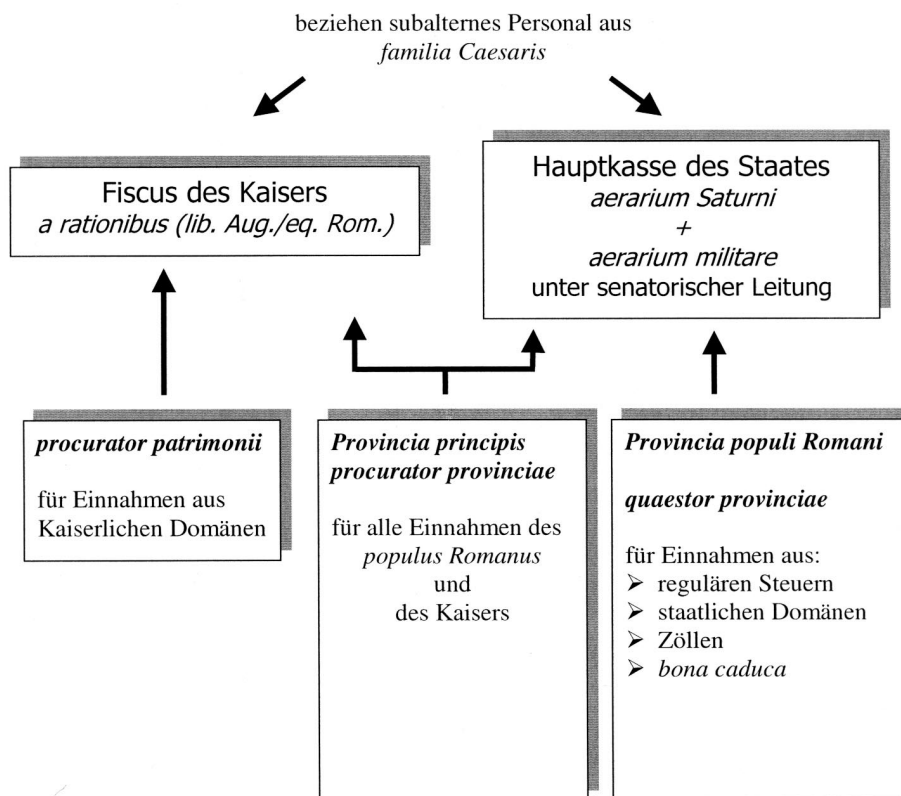 beziehen subalternes Personal aus
familia Caesaris
Fiscus des Kaisers
a rationibus (lib. Aug./eq. Rom.)
Hauptkasse des Staates
aerarium Saturni
+
aerarium militare
unter senatorischer Leitung
procurator patrimonii
für Einnahmen aus
Kaiserlichen Domänen
Provincia principis
procurator provinciae
für alle Einnahmen des
populus Romanus
und
des Kaisers
Provincia populi Romani
quaestor provinciae
für Einnahmen aus:
➢ regulären Steuern
➢ staatlichen Domänen
➢ Zöllen
➢ bona caduca